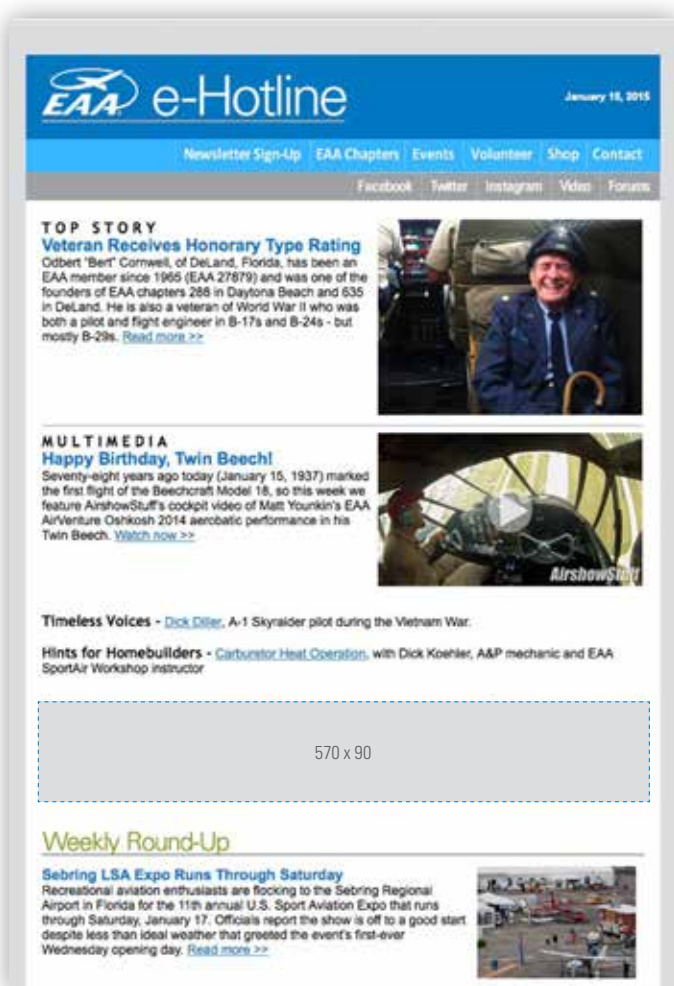 EAA e-Hotline
January 15, 2015
Newsletter Sign-Up EAA Chapters Events Volunteer Shop Contact
Facebook Twitter Instagram Video Forums
TOP STORY
Veteran Receives Honorary Type Rating
Odbert "Bert" Cornwell, of DeLand, Florida, has been an
EAA member since 1965 (EAA 27879) and was one of the
founders of EAA chapters 288 in Daytona Beach and 635
in DeLand. He is also a veteran of World War II who was
both a pilot and flight engineer in B-17s and B-24s - but
mostly B-29s. Read more >>
MULTIMEDIA
Happy Birthday, Twin Beech!
Seventy-eight years ago today (January 15, 1937) marked
the first flight of the Beechcraft Model 18, so this week we
feature AirshowStuff's cockpit video of Matt Younkin's EAA
AirVenture Oshkosh 2014 aerobatic performance in his
Twin Beech. Watch now >>
AirshowStuff
Timeless Voices - Dick Diller, A-1 Skyraider pilot during the Vietnam War.
Hints for Homebuilders - Carburetor Heat Operation, with Dick Koehler, A&P mechanic and EAA
SportAir Workshop instructor
570 x 90
Weekly Round-Up
Sebring LSA Expo Runs Through Saturday
Recreational aviation enthusiasts are flocking to the Sebring Regional
Airport in Florida for the 11th annual U.S. Sport Aviation Expo that runs
through Saturday, January 17. Officials report the show is off to a good start
despite less than ideal weather that greeted the event's first-ever
Wednesday opening day. Read more >>